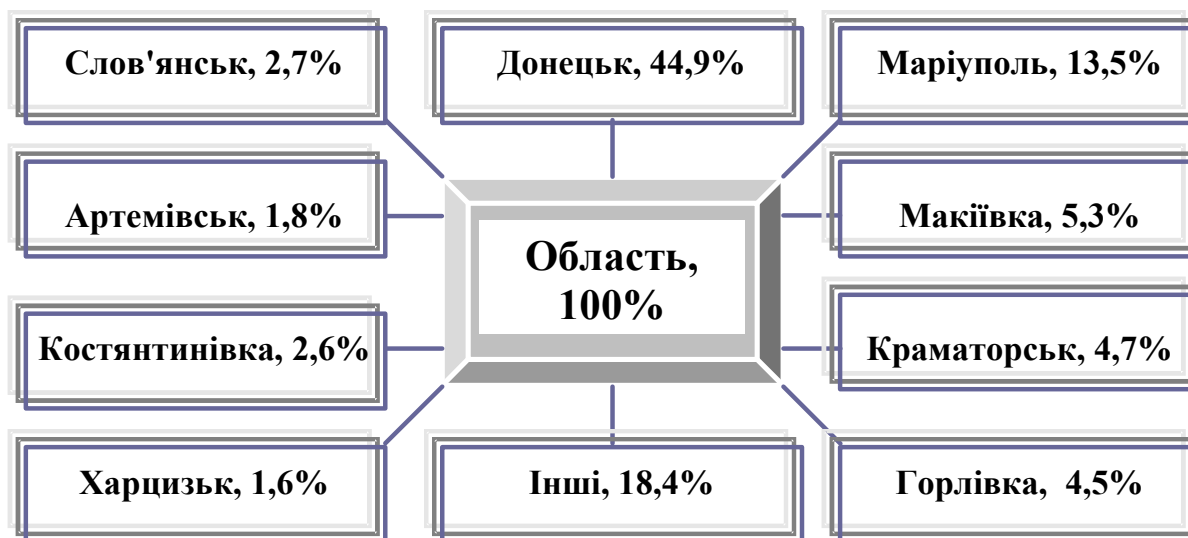 Слов'янськ, 2,7%
Донецьк, 44,9%
Маріуполь, 13,5%
Артемівськ, 1,8%
Макіївка, 5,3%
Область,
100%
Костянтинівка, 2,6%
Краматорськ, 4,7%
Харцизьк, 1,6%
Інші, 18,4%
Горлівка, 4,5%